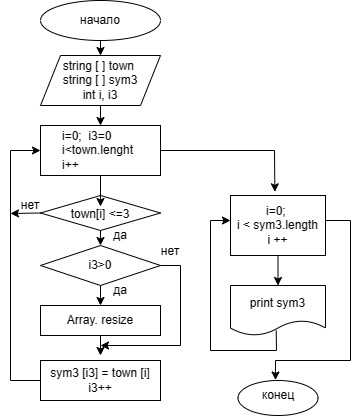 начало
string [ ] town
string [ ] sym3
int i, i3
i=0; i3=0
i<town.lenght
i++
нет
town[i] <=3
да
i3>0
нет
да
Array. resize
sym3 [i3] = town [i]
i3++
i=0;
i < sym3.length
i ++
print sym3
конец